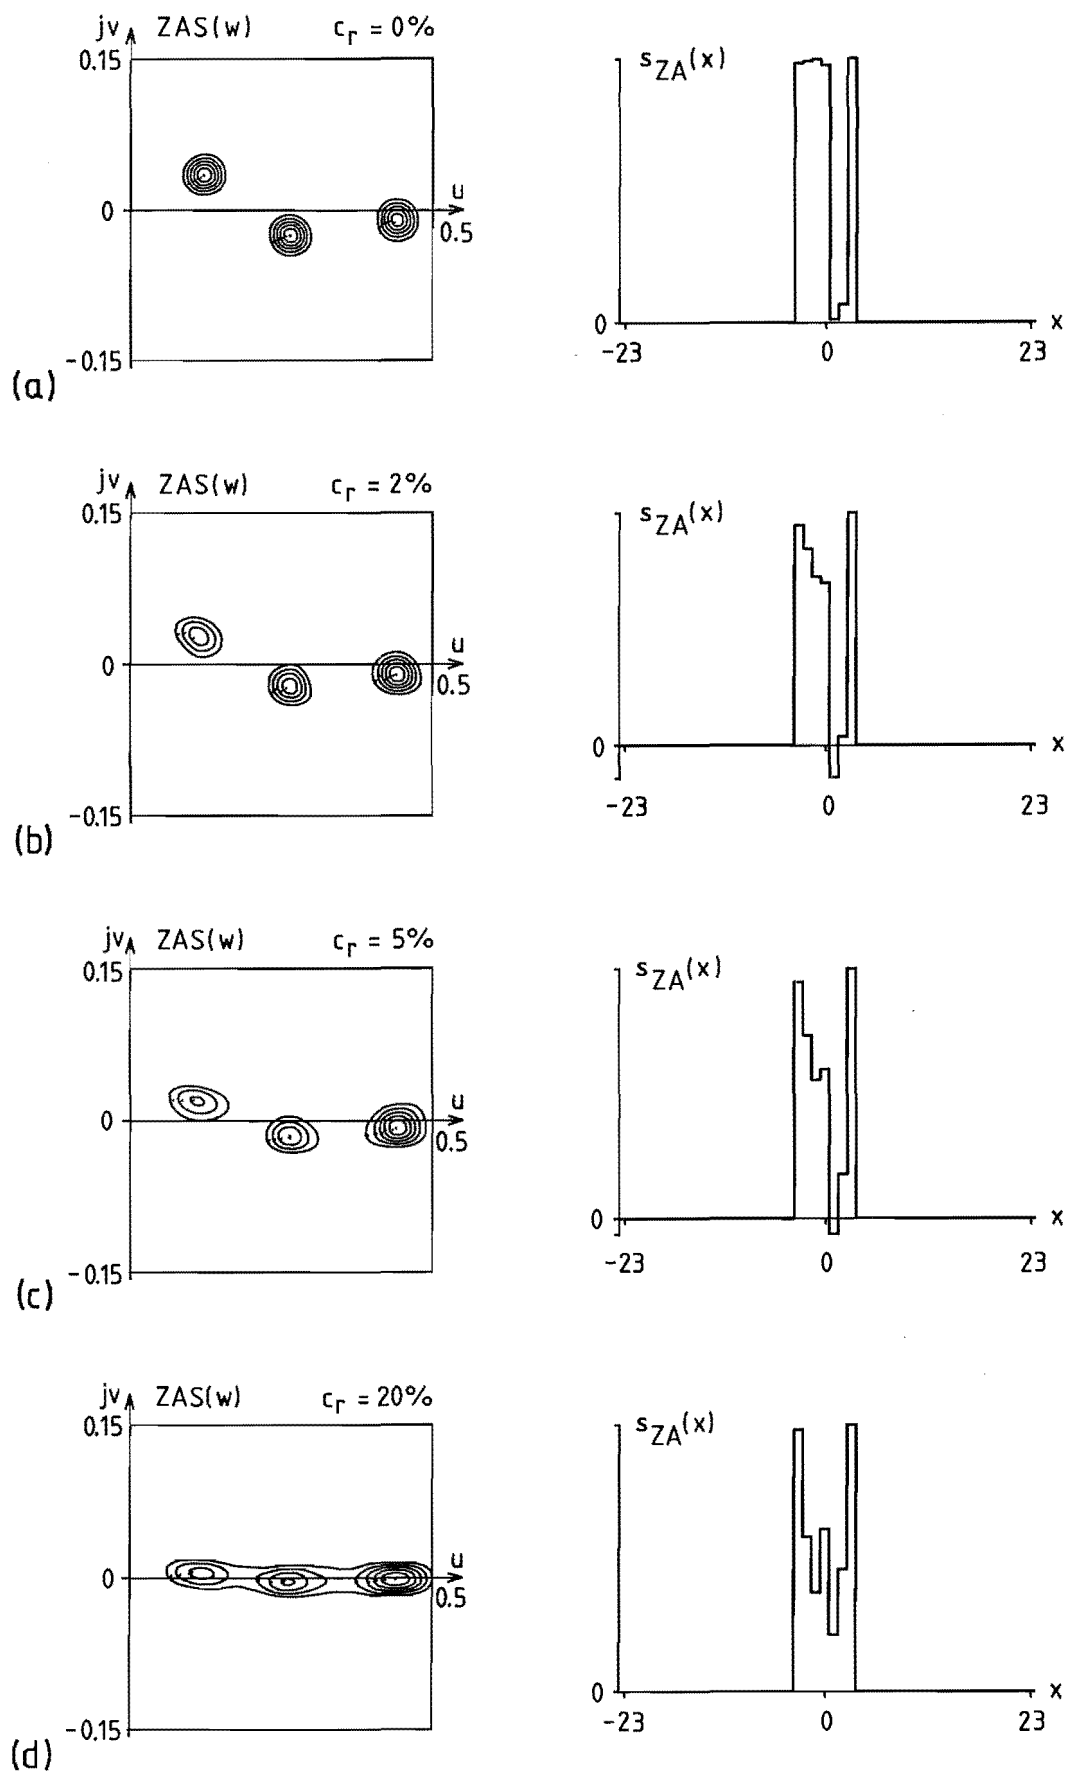 jv ZAS(w) c_r = 0%
0.15
0
-0.15
u
0.5
s_ZA(x)
0
-23 0 23
x
(a)
jv ZAS(w) c_r = 2%
0.15
0
-0.15
u
0.5
s_ZA(x)
0
-23 0 23
x
(b)
jv ZAS(w) c_r = 5%
0.15
0
-0.15
u
0.5
s_ZA(x)
0
-23 0 23
x
(c)
jv ZAS(w) c_r = 20%
0.15
0
-0.15
u
0.5
s_ZA(x)
0
-23 0 23
x
(d)